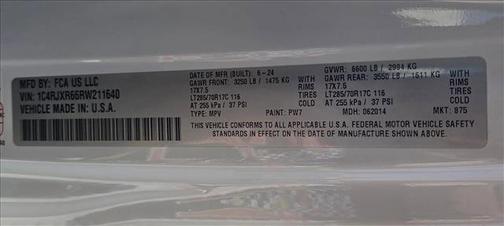 MFD BY: FCA US LLC
VIN: 1C4RJXR66RW211640
VEHICLE MADE IN: U.S.A.
DATE OF MFR (BUILT): 6-24
GAWR FRONT: 3250 LB / 1475 KG
17X7.5 RIMS
LT285/70R17C 116 TIRES
AT 255 kPa / 37 PSI COLD
TYPE: MPV PAINT: PW7
GVWR: 6600 LB / 2994 KG
GAWR REAR: 3550 LB / 1611 KG
17X7.5 RIMS
LT285/70R17C 116 TIRES
AT 255 kPa / 37 PSI COLD
MDH: 062014 MKT: 875
THIS VEHICLE CONFORMS TO ALL APPLICABLE U.S.A. FEDERAL MOTOR VEHICLE SAFETY
STANDARDS IN EFFECT ON THE DATE OF MANUFACTURE SHOWN ABOVE.